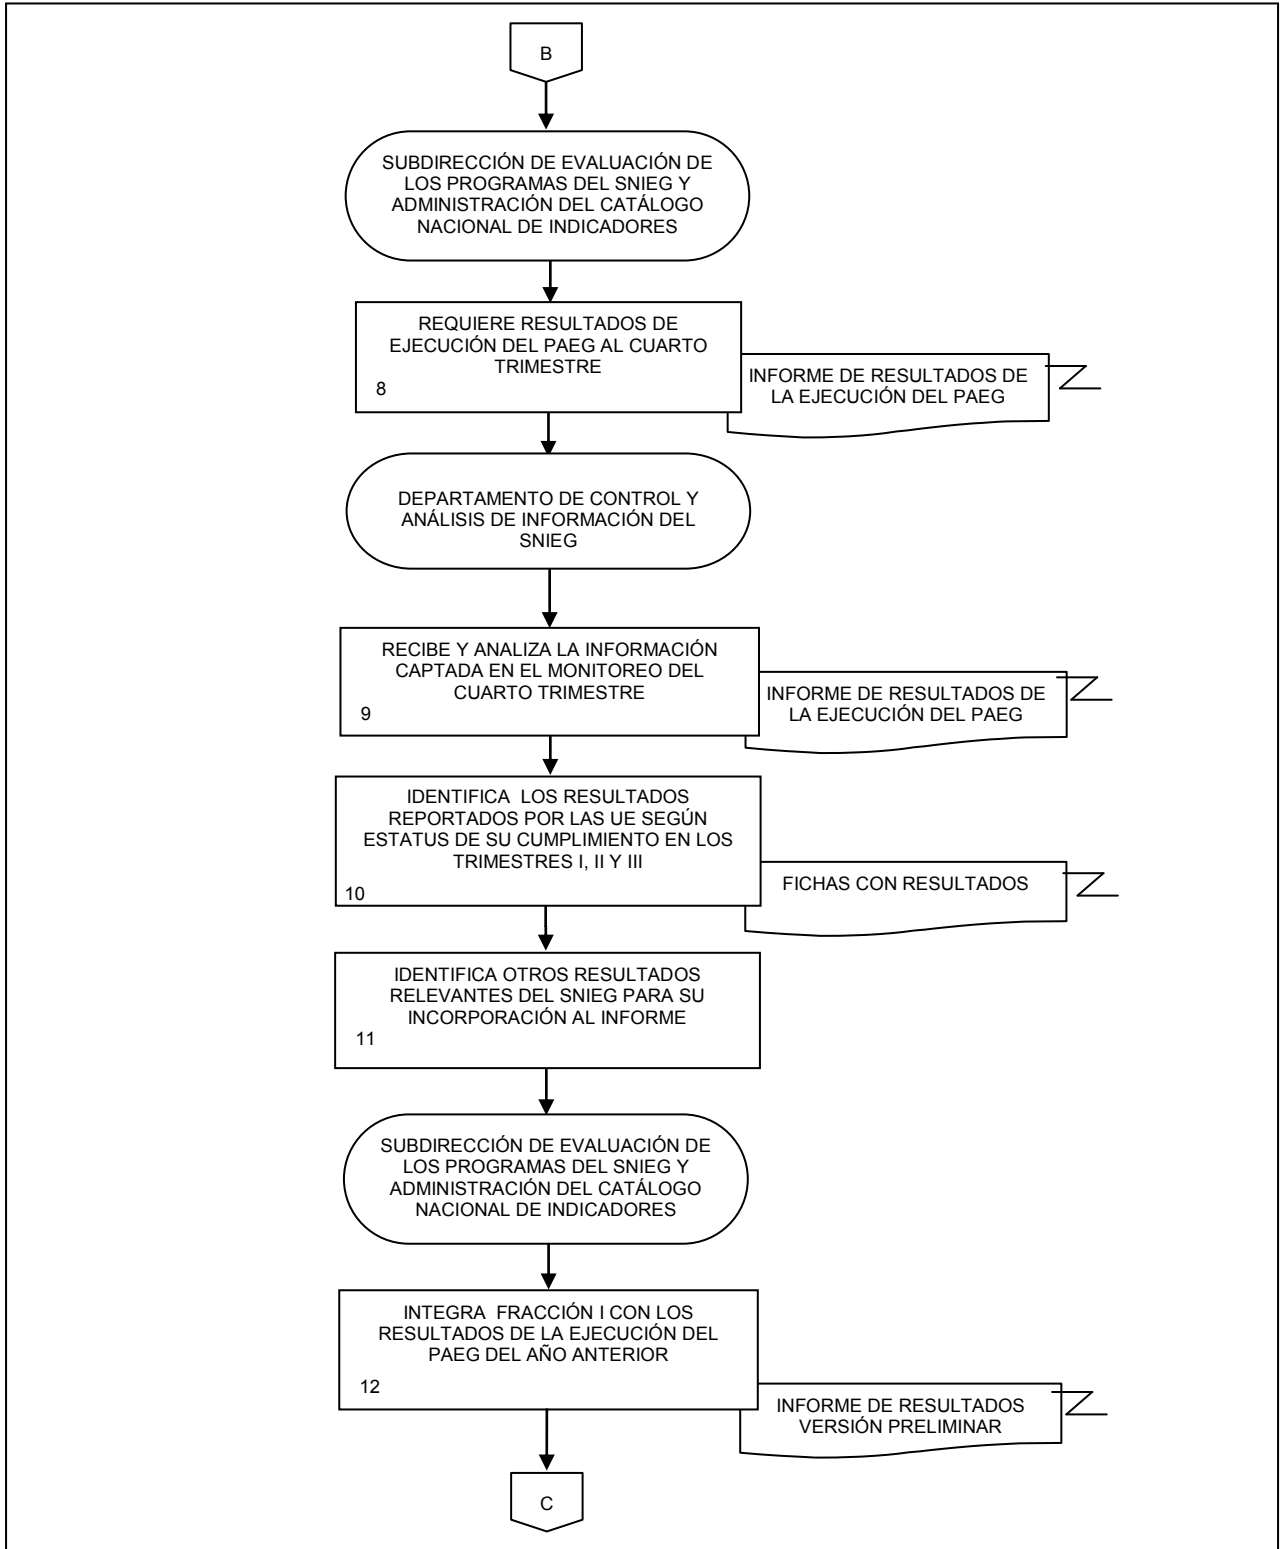 B
SUBDIRECCIÓN DE EVALUACIÓN DE
LOS PROGRAMAS DEL SNIEG Y
ADMINISTRACIÓN DEL CATÁLOGO
NACIONAL DE INDICADORES
REQUIERE RESULTADOS DE
EJECUCIÓN DEL PAEG AL CUARTO
TRIMESTRE
8
INFORME DE RESULTADOS DE
LA EJECUCIÓN DEL PAEG
DEPARTAMENTO DE CONTROL Y
ANÁLISIS DE INFORMACIÓN DEL
SNIEG
RECIBE Y ANALIZA LA INFORMACIÓN
CAPTADA EN EL MONITOREO DEL
CUARTO TRIMESTRE
9
INFORME DE RESULTADOS DE
LA EJECUCIÓN DEL PAEG
IDENTIFICA LOS RESULTADOS
REPORTADOS POR LAS UE SEGÚN
ESTATUS DE SU CUMPLIMIENTO EN LOS
TRIMESTRES I, II Y III
10
FICHAS CON RESULTADOS
IDENTIFICA OTROS RESULTADOS
RELEVANTES DEL SNIEG PARA SU
INCORPORACIÓN AL INFORME
11
SUBDIRECCIÓN DE EVALUACIÓN DE
LOS PROGRAMAS DEL SNIEG Y
ADMINISTRACIÓN DEL CATÁLOGO
NACIONAL DE INDICADORES
INTEGRA FRACCIÓN I CON LOS
RESULTADOS DE LA EJECUCIÓN DEL
PAEG DEL AÑO ANTERIOR
12
INFORME DE RESULTADOS
VERSIÓN PRELIMINAR
C